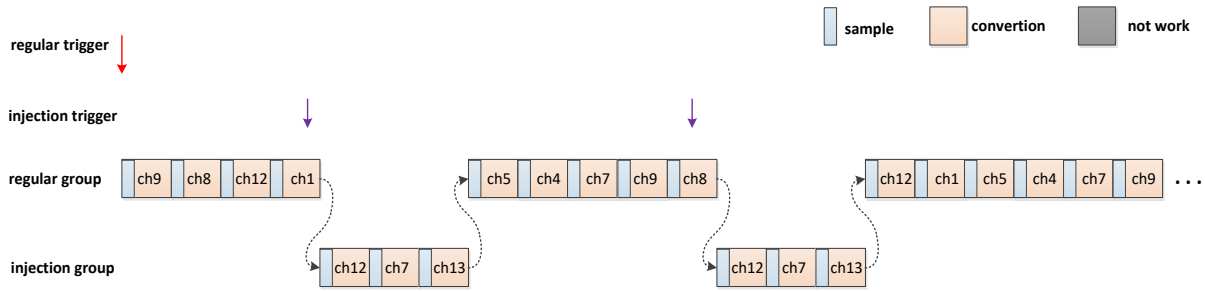 regular trigger
sample convertion not work
injection trigger
regular group ch9 ch8 ch12 ch1 ch5 ch4 ch7 ch9 ch8 ch12 ch1 ch5 ch4 ch7 ch9 ...
injection group ch12 ch7 ch13 ch12 ch7 ch13